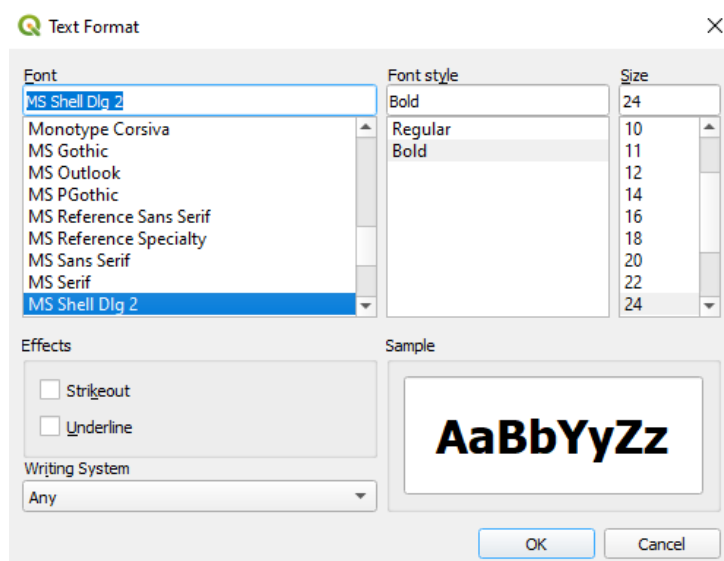 Text Format
Font
MS Shell Dlg 2
Monotype Corsiva
MS Gothic
MS Outlook
MS PGothic
MS Reference Sans Serif
MS Reference Specialty
MS Sans Serif
MS Serif
MS Shell Dlg 2
Font style
Bold
Regular
Bold
Size
24
10
11
12
14
16
18
20
22
24
Effects
Strikeout
Underline
Writing System
Any
Sample
AaBbYyZz
OK
Cancel